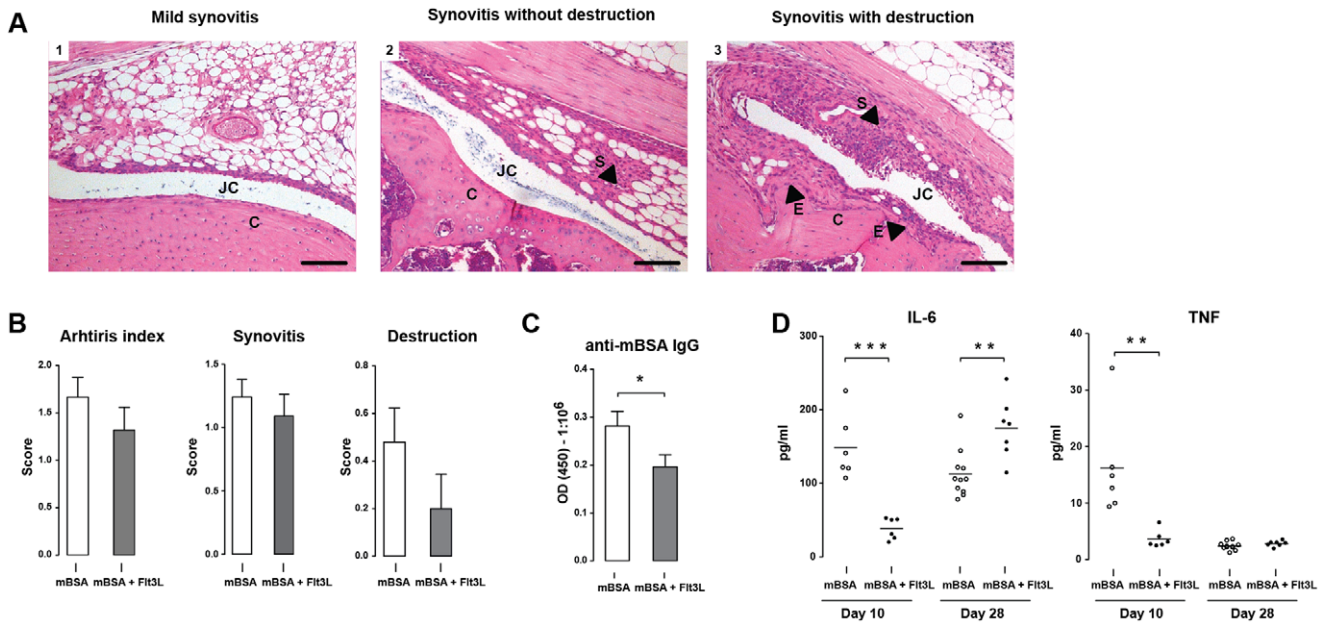 A
Mild synovitis
Synovitis without destruction
Synovitis with destruction
1
JC
C
2
S
JC
C
3
S
JC
E
C
E
B
Arhtiris index
Score
2.0
1.5
1.0
0.5
0.0
mBSA
mBSA + Flt3L
Synovitis
Score
1.5
1.0
0.5
0.0
mBSA
mBSA + Flt3L
Destruction
Score
0.8
0.6
0.4
0.2
0.0
mBSA
mBSA + Flt3L
C
anti-mBSA IgG
OD (450) - 1:10⁶
0.4
0.3
0.2
0.1
0.0
*
mBSA
mBSA + Flt3L
D
IL-6
pg/ml
300
200
100
0
***
**
mBSA
mBSA + Flt3L
mBSA
mBSA + Flt3L
Day 10
Day 28
TNF
pg/ml
40
30
20
10
0
**
mBSA
mBSA + Flt3L
mBSA
mBSA + Flt3L
Day 10
Day 28